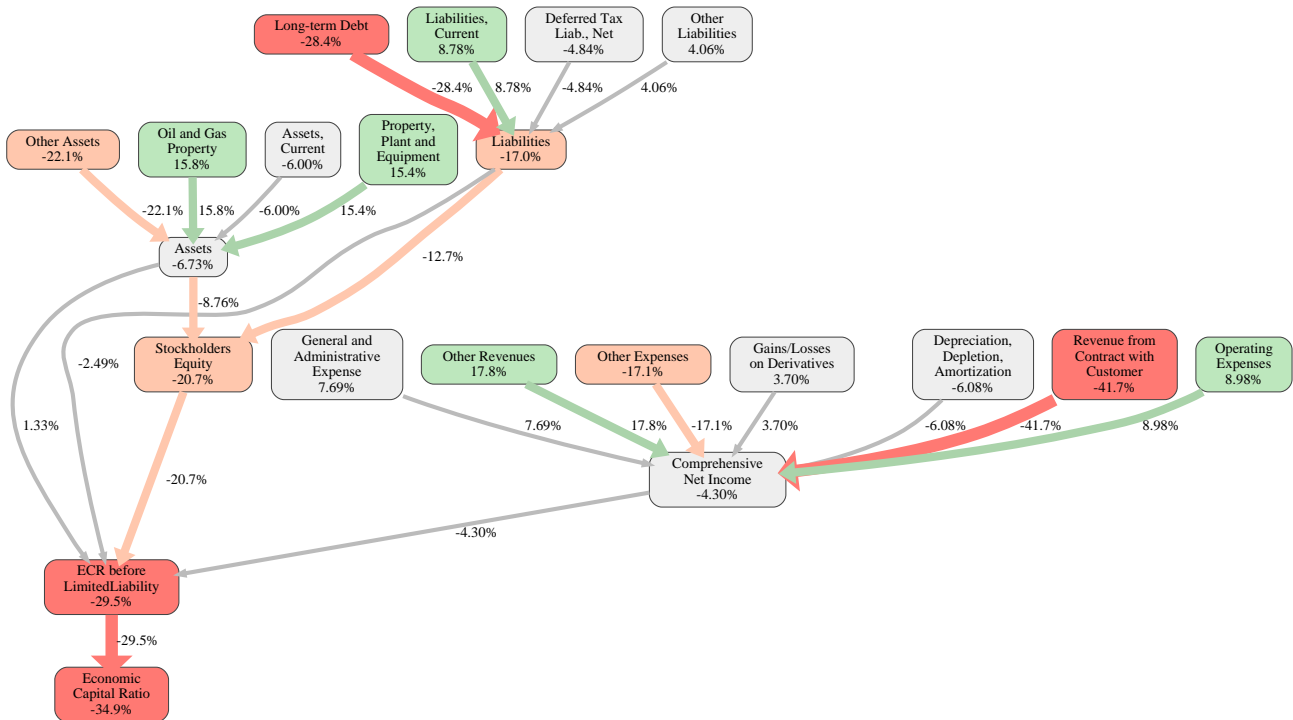 Long-term Debt
-28.4%
Liabilities,
Current
8.78%
Deferred Tax
Liab., Net
-4.84%
Other
Liabilities
4.06%
-28.4%
8.78%
-4.84%
4.06%
Other Assets
-22.1%
Oil and Gas
Property
15.8%
Assets,
Current
-6.00%
Property,
Plant and
Equipment
15.4%
Liabilities
-17.0%
-22.1%
15.8%
-6.00%
15.4%
Assets
-6.73%
-12.7%
-8.76%
Stockholders
Equity
-20.7%
General and
Administrative
Expense
7.69%
Other Revenues
17.8%
Other Expenses
-17.1%
Gains/Losses
on Derivatives
3.70%
Depreciation,
Depletion,
Amortization
-6.08%
Revenue from
Contract with
Customer
-41.7%
Operating
Expenses
8.98%
-2.49%
1.33%
7.69%
17.8%
-17.1%
3.70%
-6.08%
-41.7%
8.98%
Comprehensive
Net Income
-4.30%
-20.7%
-4.30%
ECR before
LimitedLiability
-29.5%
-29.5%
Economic
Capital Ratio
-34.9%